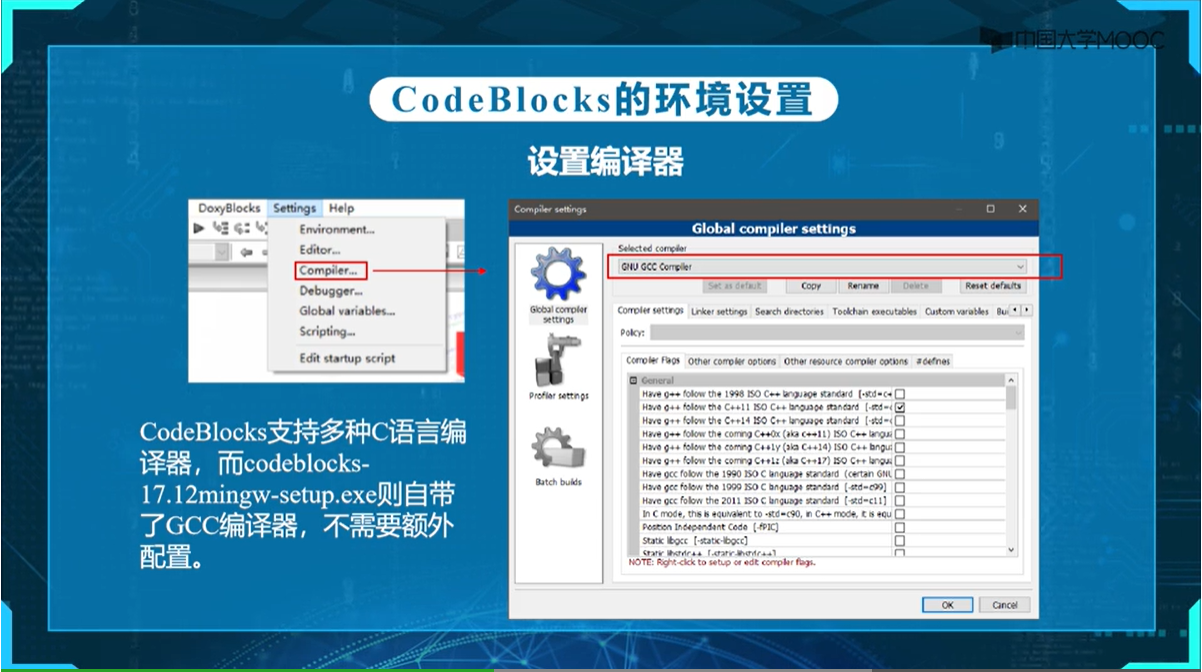 中国大学MOOC
CodeBlocks的环境设置
设置编译器
DoxyBlocks Settings Help
Environment...
Editor...
Compiler...
Debugger...
Global variables...
Scripting...
Edit startup script
CodeBlocks支持多种C语言编
译器，而codeblocks-
17.12mingw-setup.exe则自带
了GCC编译器，不需要额外
配置。
Compiler settings
Global compiler settings
Global compiler
settings
Profiler settings
Batch builds
Selected compiler
GNU GCC Compiler
Set as default Copy Rename Delete Reset defaults
Compiler settings Linker settings Search directories Toolchain executables Custom variables Bui
Policy:
Compiler Flags Other compiler options Other resource compiler options #defines
General
Have g++ follow the 1998 ISO C++ language standard [-std=c+
Have g++ follow the C++11 ISO C++ language standard [-std=c
Have g++ follow the C++14 ISO C++ language standard [-std=c
Have g++ follow the coming C++0x (aka C++11) ISO C++ langua
Have g++ follow the coming C++1y (aka C++14) ISO C++ langua
Have g++ follow the coming C++1z (aka C++17) ISO C++ langua
Have gcc follow the 1990 ISO C language standard (certain GNU
Have gcc follow the 1999 ISO C language standard [-std=c99]
Have gcc follow the 2011 ISO C language standard [-std=c11]
In C mode, this is equivalent to -std=c90, in C++ mode, it is equ
Position Independent Code [-fPIC]
Static libgcc [-static-libgcc]
Static libstdc++ [-static-libstdc++]
NOTE: Right-click to setup or edit compiler flags.
OK Cancel